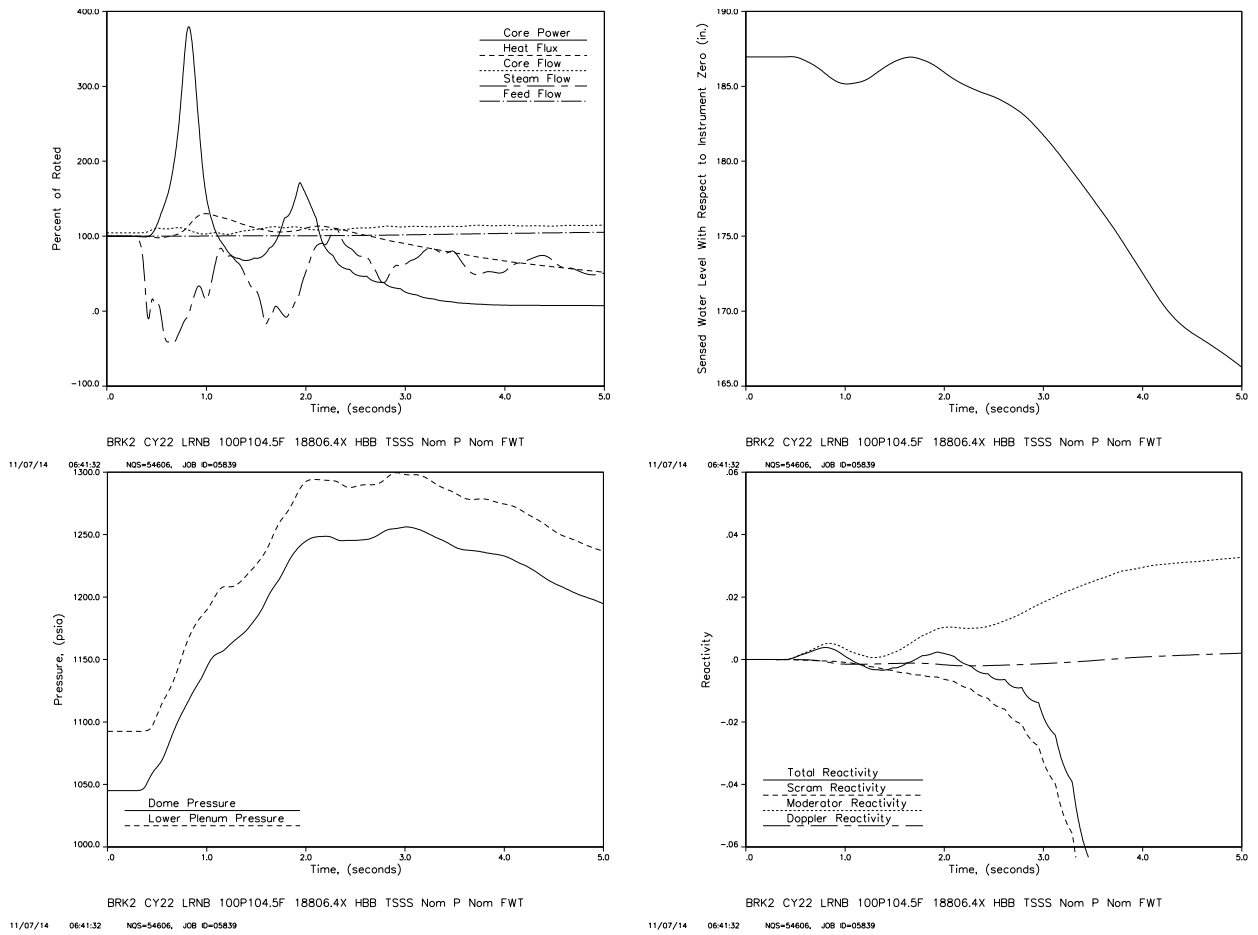 400.0
300.0
200.0
100.0
.0
-100.0
Percent of Rated
Core Power
Heat Flux
Core Flow
Steam Flow
Feed Flow
.0 1.0 2.0 3.0 4.0 5.0
Time, (seconds)
BRK2 CY22 LRNB 100P104.5F 18806.4X HBB TSSS Nom P Nom FWT
11/07/14 06:41:32 NQS=54606, JOB ID=05839
190.0
185.0
180.0
175.0
170.0
165.0
Sensed Water Level With Respect to Instrument Zero (in.)
.0 1.0 2.0 3.0 4.0 5.0
Time, (seconds)
BRK2 CY22 LRNB 100P104.5F 18806.4X HBB TSSS Nom P Nom FWT
11/07/14 06:41:32 NQS=54606, JOB ID=05839
1300.0
1250.0
1200.0
1150.0
1100.0
1050.0
1000.0
Pressure, (psia)
Dome Pressure
Lower Plenum Pressure
.0 1.0 2.0 3.0 4.0 5.0
Time, (seconds)
BRK2 CY22 LRNB 100P104.5F 18806.4X HBB TSSS Nom P Nom FWT
11/07/14 06:41:32 NQS=54606, JOB ID=05839
.06
.04
.02
.0
-.02
-.04
-.06
Reactivity
Total Reactivity
Scram Reactivity
Moderator Reactivity
Doppler Reactivity
.0 1.0 2.0 3.0 4.0 5.0
Time, (seconds)
BRK2 CY22 LRNB 100P104.5F 18806.4X HBB TSSS Nom P Nom FWT
11/07/14 06:41:32 NQS=54606, JOB ID=05839